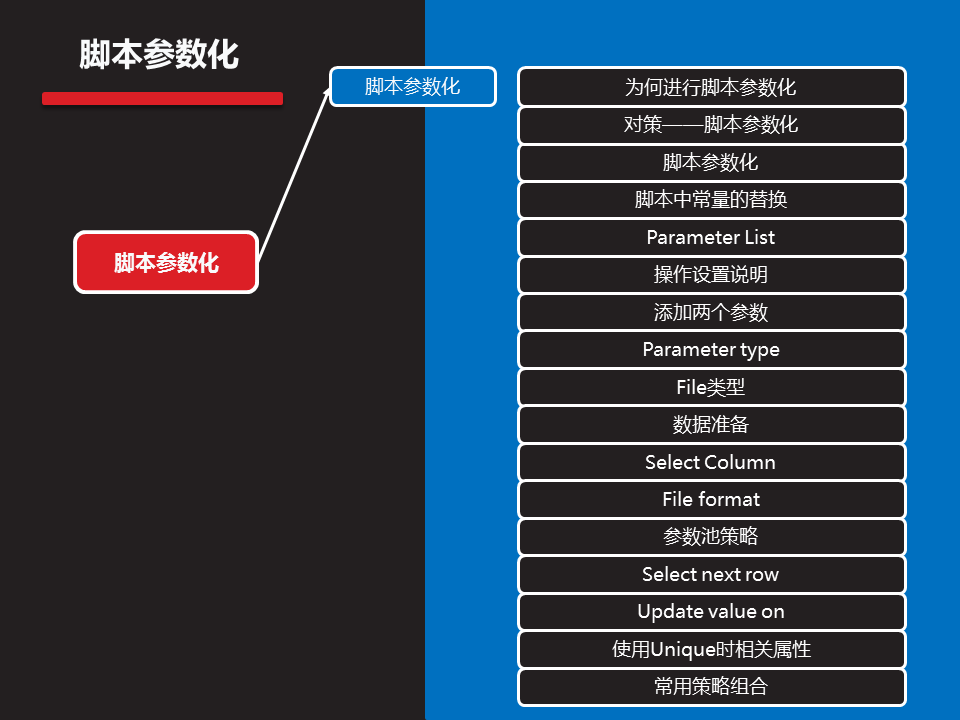 脚本参数化
脚本参数化
脚本参数化
为何进行脚本参数化
对策——脚本参数化
脚本参数化
脚本中常量的替换
Parameter List
操作设置说明
添加两个参数
Parameter type
File类型
数据准备
Select Column
File format
参数池策略
Select next row
Update value on
使用Unique时相关属性
常用策略组合